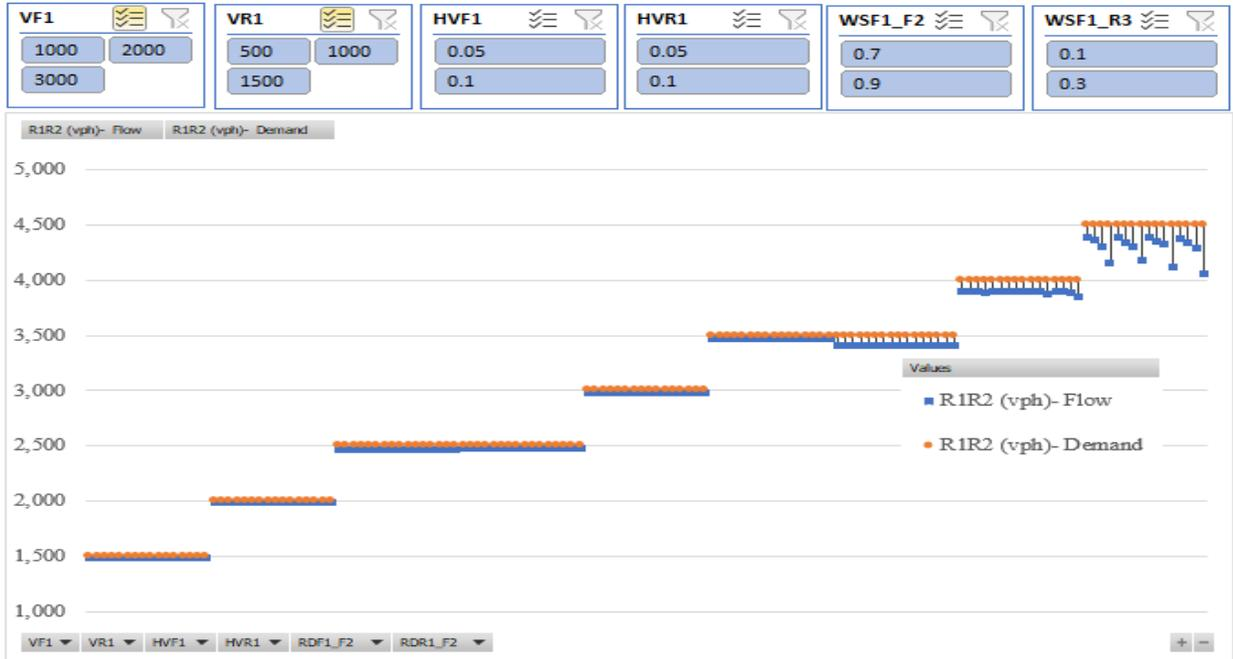 VF1 VR1 HVF1 HVR1 WSF1_F2 WSF1_R3
1000 2000 500 1000 0.05 0.05 0.7 0.1
3000 1500 0.1 0.1 0.9 0.3
R1R2 (vph)- Flow R1R2 (vph)- Demand
5,000
4,500
4,000
3,500
Values
3,000
R1R2 (vph)- Flow
2,500
R1R2 (vph)- Demand
2,000
1,500
1,000
VF1 VR1 HVF1 HVR1 RDF1_F2 RDR1_F2 + −